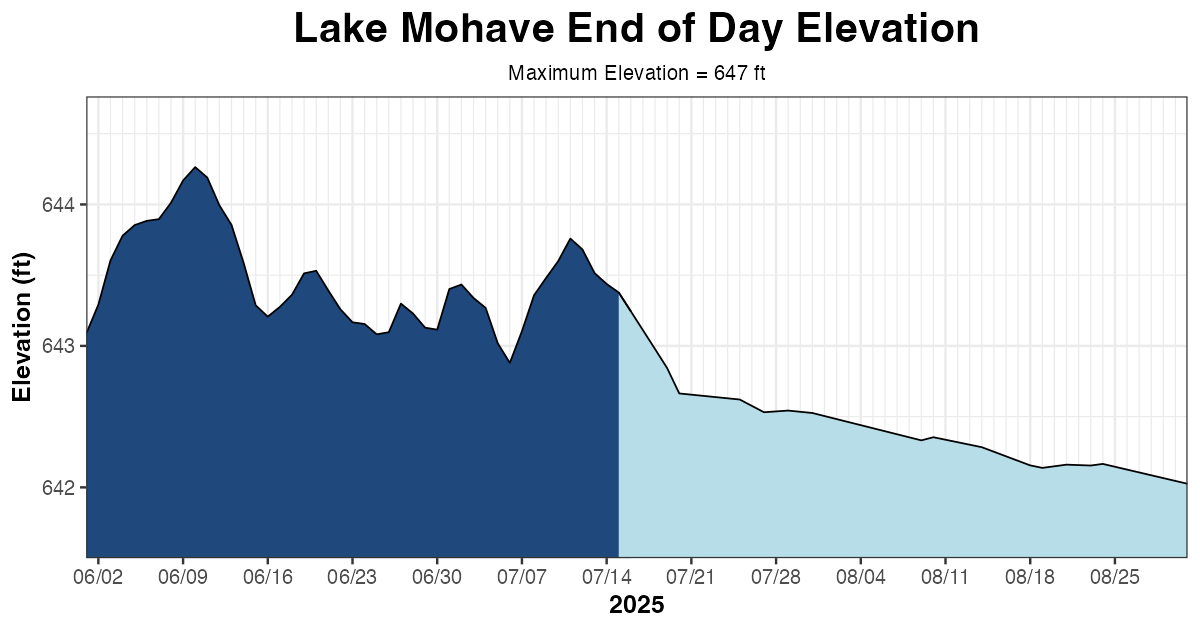 Lake Mohave End of Day Elevation
Maximum Elevation = 647 ft
Elevation (ft)
644
643
642
06/02 06/09 06/16 06/23 06/30 07/07 07/14 07/21 07/28 08/04 08/11 08/18 08/25
2025